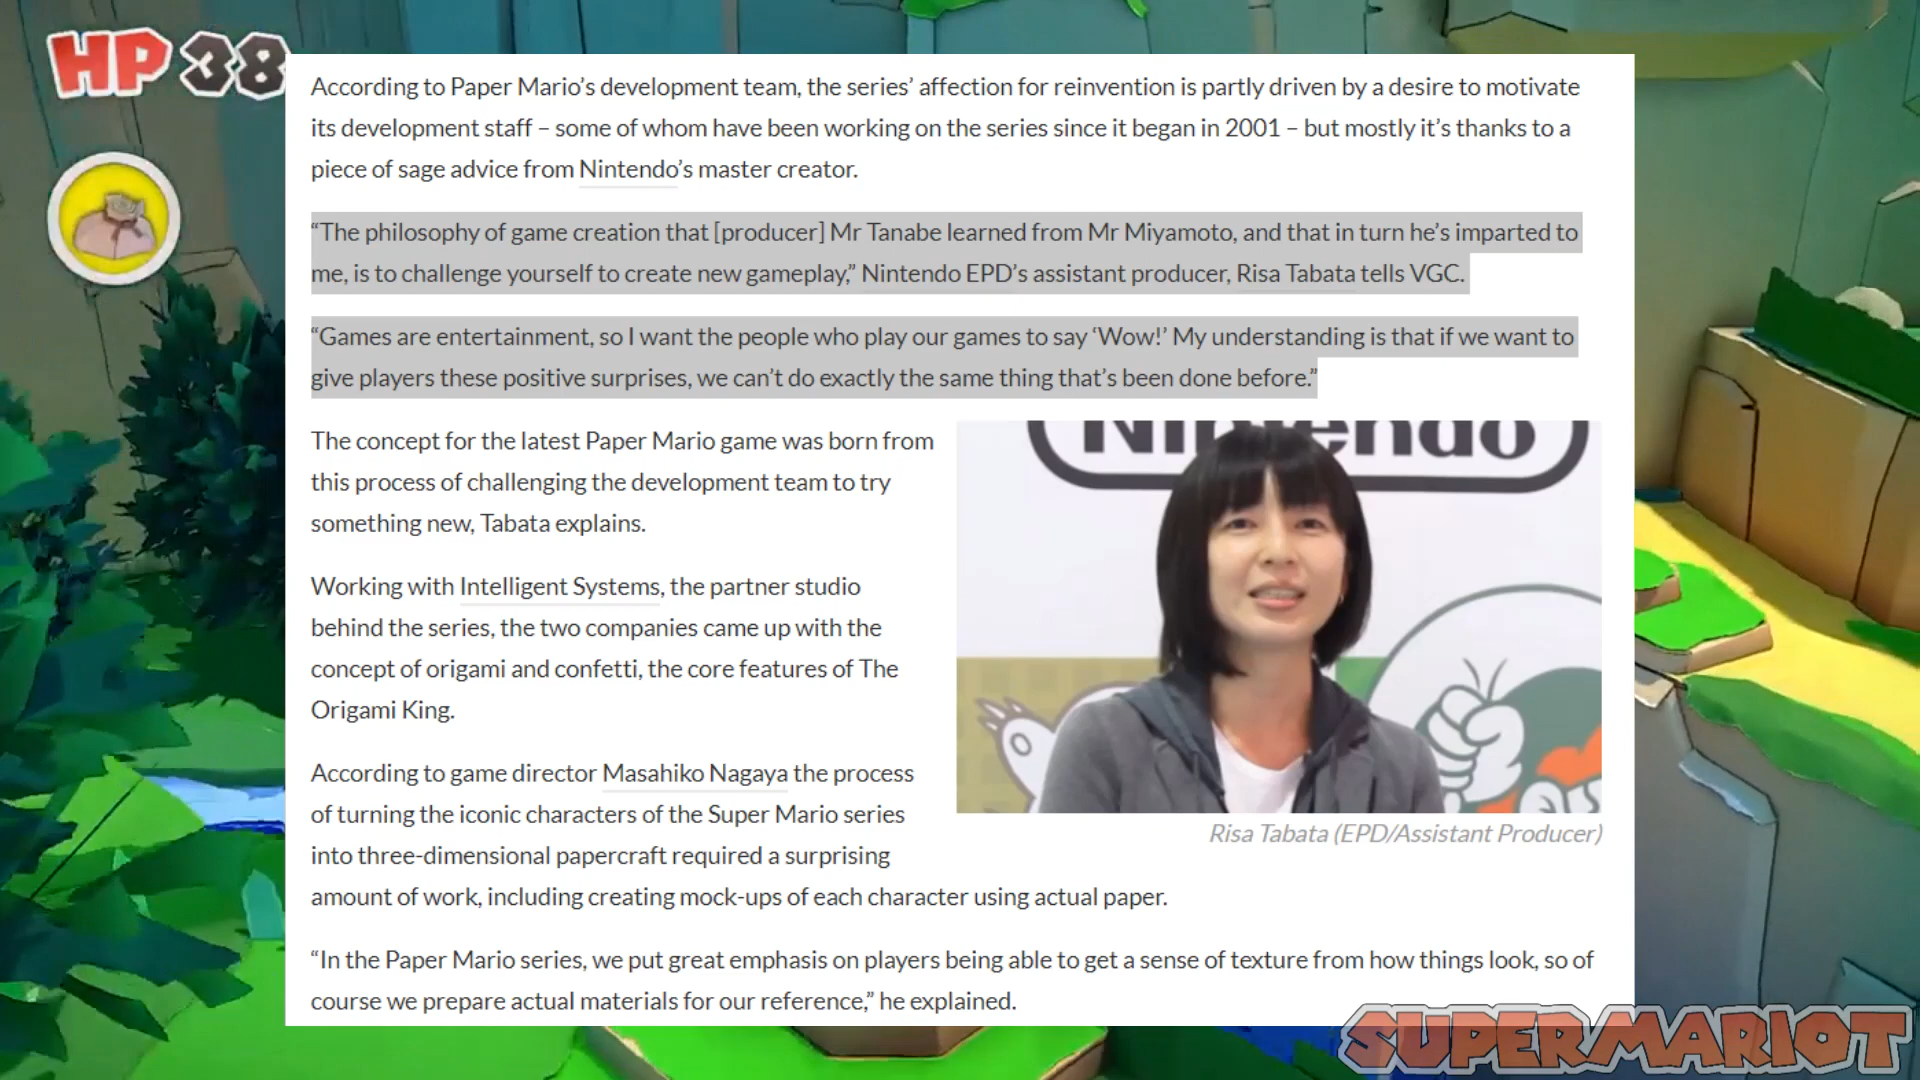 HP 38
According to Paper Mario’s development team, the series’ affection for reinvention is partly driven by a desire to motivate
its development staff – some of whom have been working on the series since it began in 2001 – but mostly it’s thanks to a
piece of sage advice from Nintendo’s master creator.
“The philosophy of game creation that [producer] Mr Tanabe learned from Mr Miyamoto, and that in turn he’s imparted to
me, is to challenge yourself to create new gameplay,” Nintendo EPD’s assistant producer, Risa Tabata tells VGC.
“Games are entertainment, so I want the people who play our games to say ‘Wow!’ My understanding is that if we want to
give players these positive surprises, we can’t do exactly the same thing that’s been done before.”
The concept for the latest Paper Mario game was born from
this process of challenging the development team to try
something new, Tabata explains.
Working with Intelligent Systems, the partner studio
behind the series, the two companies came up with the
concept of origami and confetti, the core features of The
Origami King.
According to game director Masahiko Nagaya the process
of turning the iconic characters of the Super Mario series
into three-dimensional papercraft required a surprising
amount of work, including creating mock-ups of each character using actual paper.
Nintendo
Risa Tabata (EPD/Assistant Producer)
“In the Paper Mario series, we put great emphasis on players being able to get a sense of texture from how things look, so of
course we prepare actual materials for our reference,” he explained.
SUPERMARIOT